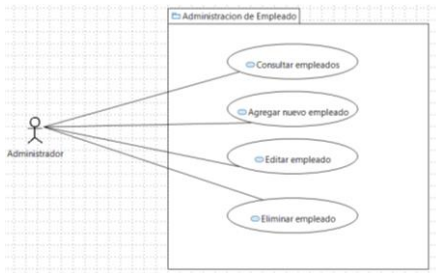 Administracion de Empleado
Consultar empleados
Agregar nuevo empleado
Administrador
Editar empleado
Eliminar empleado